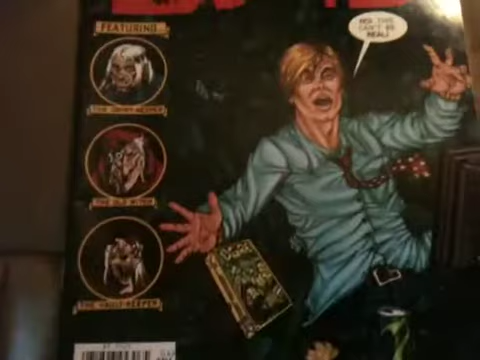 FEATURING...
NO! THIS
CAN'T BE
REAL!
THE CRYPT-KEEPER
THE OLD WITCH
THE VAULT-KEEPER